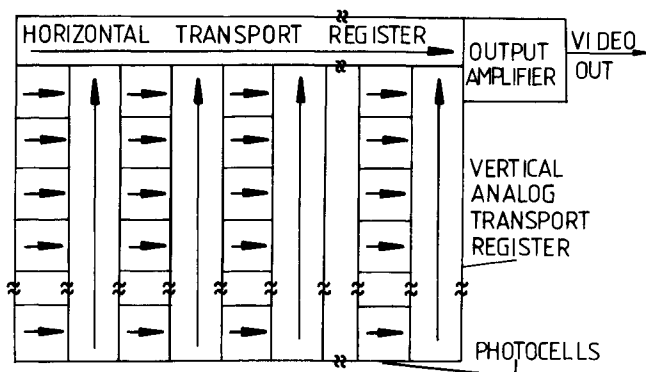 HORIZONTAL TRANSPORT REGISTER
OUTPUT
AMPLIFIER
VIDEO
OUT
VERTICAL
ANALOG
TRANSPORT
REGISTER
PHOTOCELLS